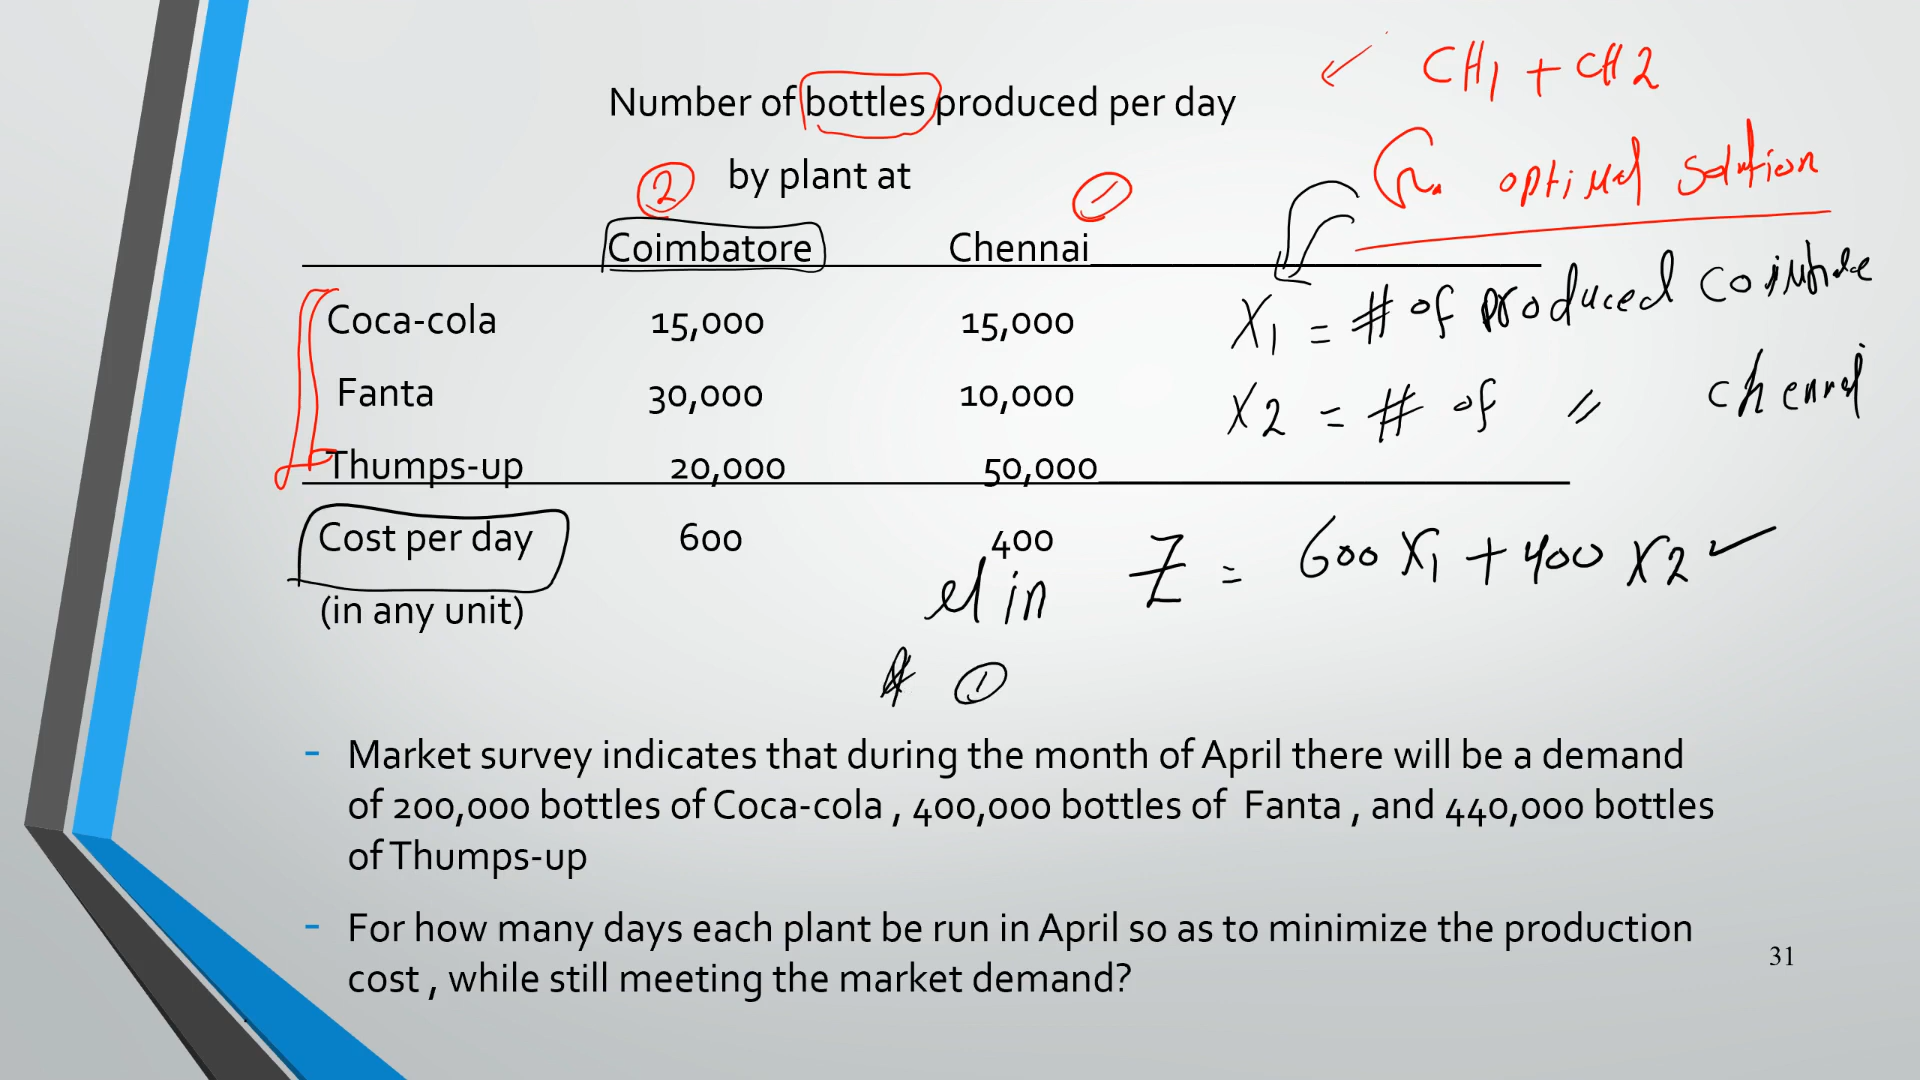 CH1 + CH2
Number of bottles produced per day
by plant at
optimal solution
2 1
Coimbatore Chennai
Coca-cola 15,000 15,000
X1 = # of produced
Fanta 30,000 10,000
X2 = # of "
Thumps-up 20,000 50,000
Cost per day 600 400
Min Z = 600 X1 + 400 X2 ✓
(in any unit)
1
- Market survey indicates that during the month of April there will be a demand
of 200,000 bottles of Coca-cola , 400,000 bottles of Fanta , and 440,000 bottles
of Thumps-up
- For how many days each plant be run in April so as to minimize the production
cost , while still meeting the market demand?
31